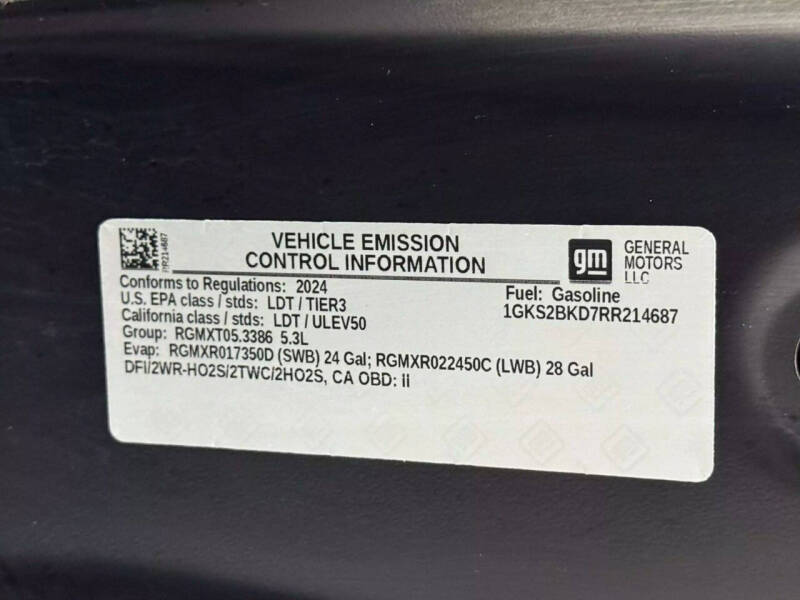 VEHICLE EMISSION
CONTROL INFORMATION
gm
GENERAL
MOTORS
LLC
Conforms to Regulations: 2024
U.S. EPA class / stds: LDT / TIER3
California class / stds: LDT / ULEV50
Group: RGMXT05.3386 5.3L
Evap: RGMXR017350D (SWB) 24 Gal; RGMXR022450C (LWB) 28 Gal
DFI/2WR-HO2S/2TWC/2HO2S, CA OBD: ii
Fuel: Gasoline
1GKS2BKD7RR214687